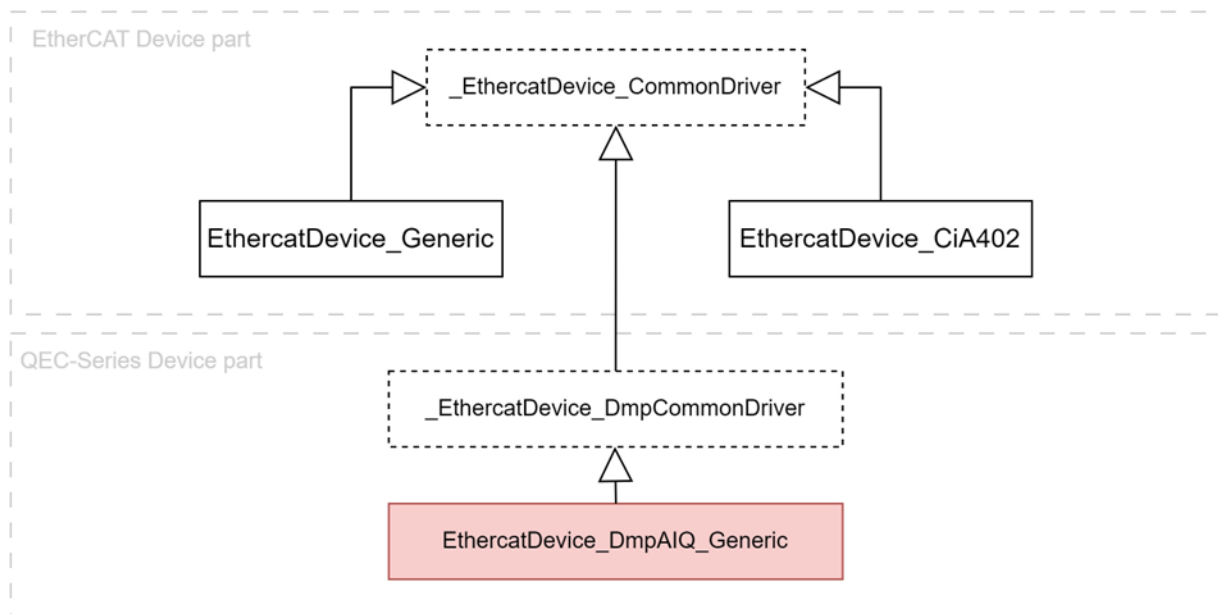 EtherCAT Device part
_EthercatDevice_CommonDriver
EthercatDevice_Generic
EthercatDevice_CiA402
QEC-Series Device part
_EthercatDevice_DmpCommonDriver
EthercatDevice_DmpAIQ_Generic